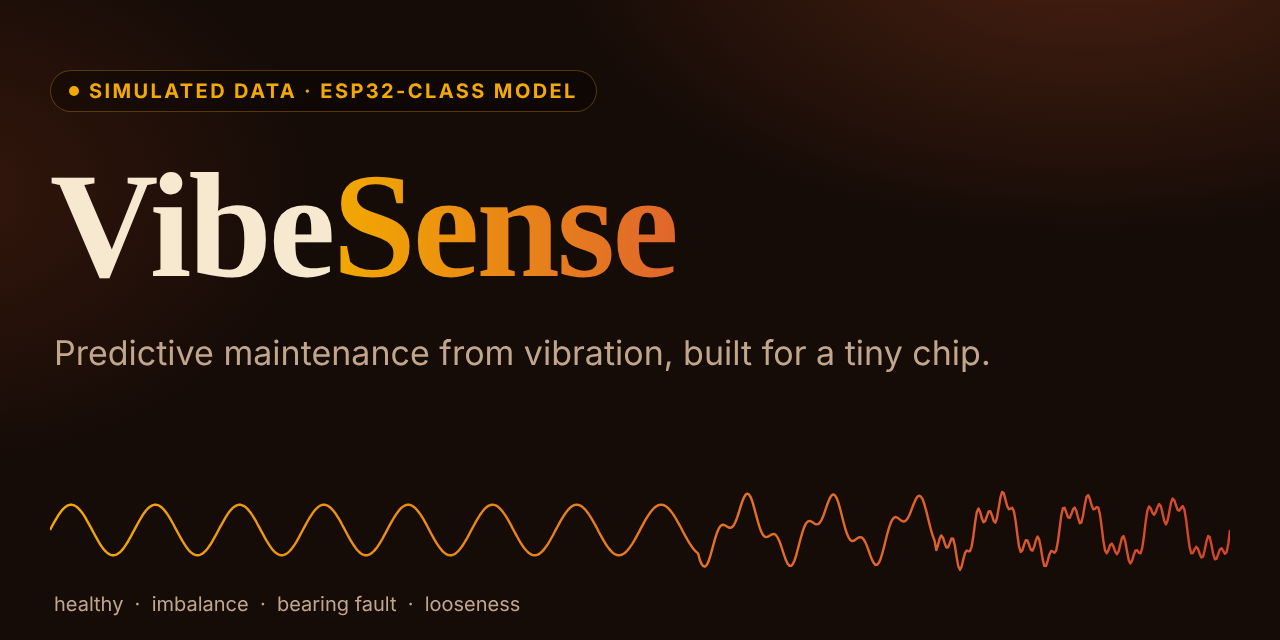 SIMULATED DATA · ESP32-CLASS MODEL
VibeSense
Predictive maintenance from vibration, built for a tiny chip.
healthy · imbalance · bearing fault · looseness